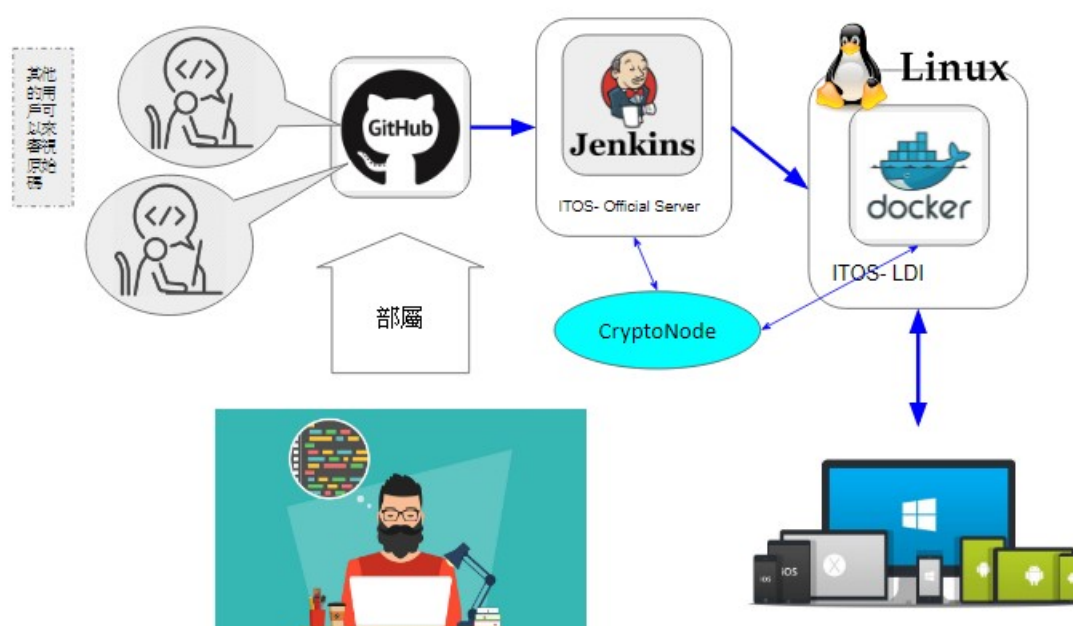 其他
的用
戶可
以來
審視
原始
碼
GitHub
Jenkins
ITOS- Official Server
Linux
docker
ITOS- LDI
部屬
CryptoNode
iOS
iOS
X